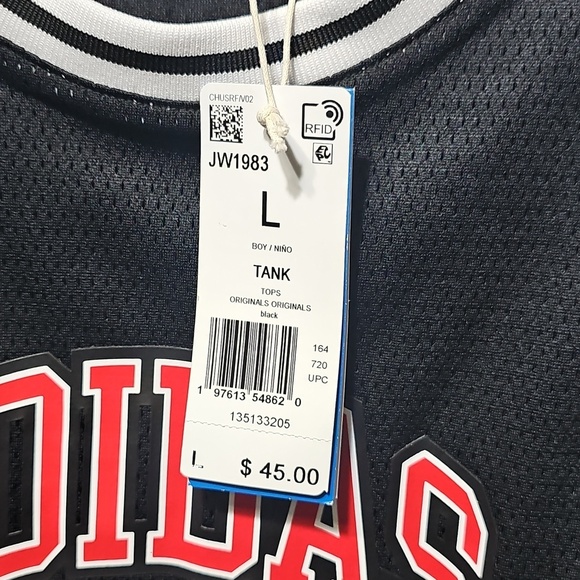 CHUSRF/V02
RFID
JW1983
L
BOY / NIÑO
TANK
TOPS
ORIGINALS ORIGINALS
black
164
720
UPC
1 97613 54862 0
135133205
L
$ 45.00
DIDAS